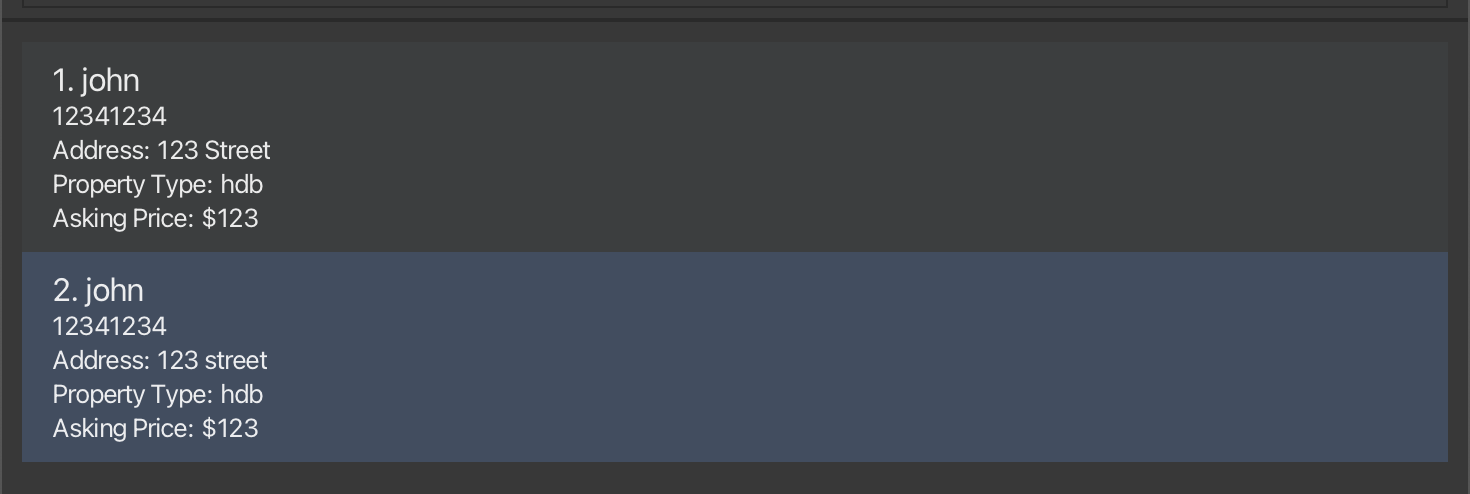 1. john
12341234
Address: 123 Street
Property Type: hdb
Asking Price: $123
2. john
12341234
Address: 123 street
Property Type: hdb
Asking Price: $123